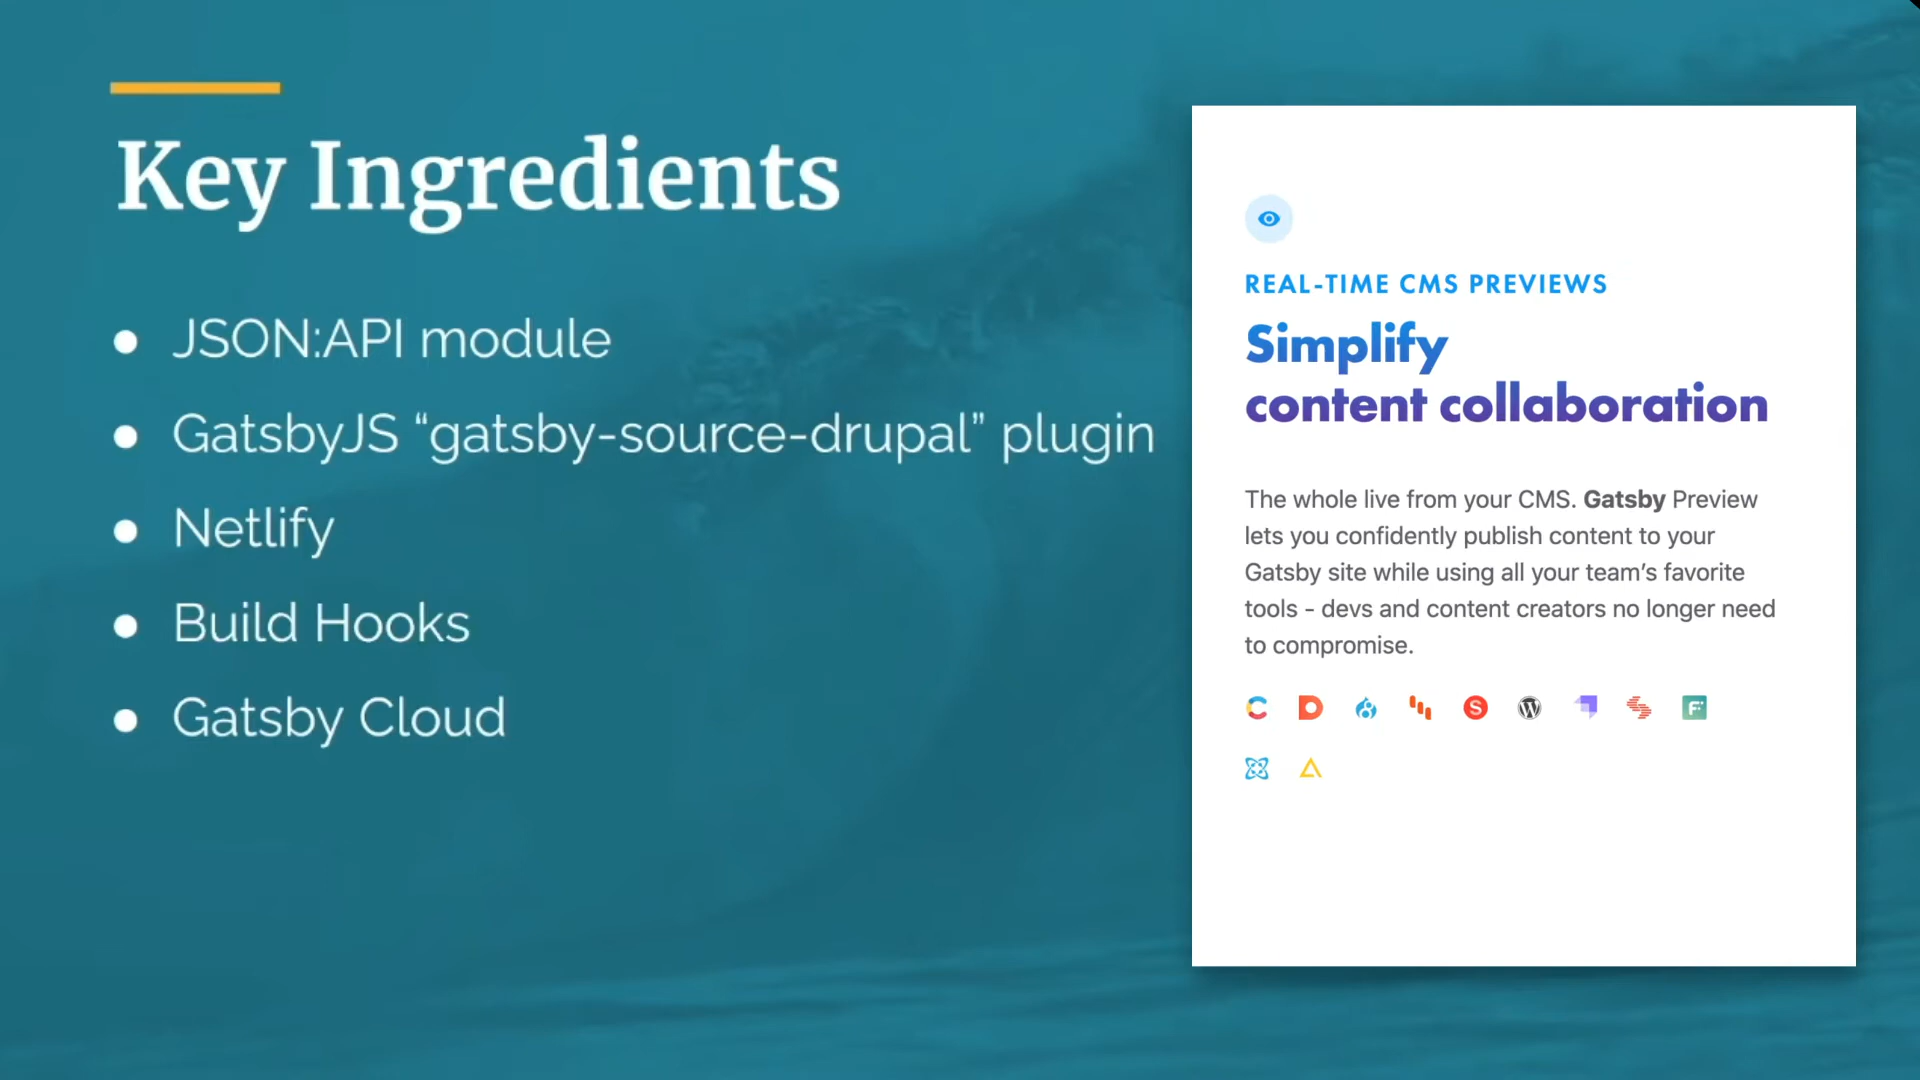 Key Ingredients
● JSON:API module
● GatsbyJS “gatsby-source-drupal” plugin
● Netlify
● Build Hooks
● Gatsby Cloud
REAL-TIME CMS PREVIEWS
Simplify
content collaboration
The whole live from your CMS. Gatsby Preview
lets you confidently publish content to your
Gatsby site while using all your team’s favorite
tools - devs and content creators no longer need
to compromise.